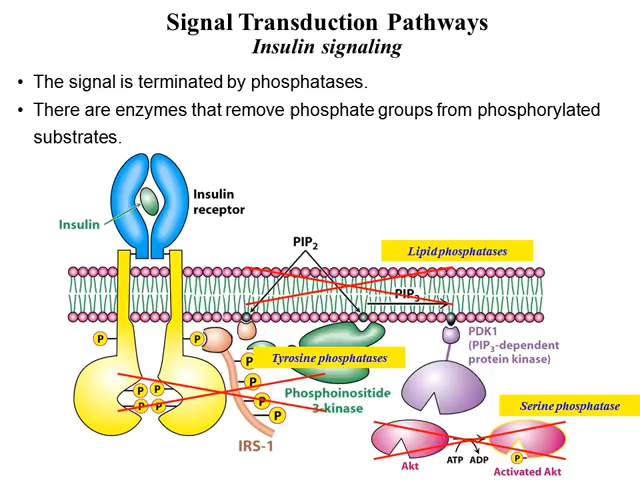 Signal Transduction Pathways
Insulin signaling
• The signal is terminated by phosphatases.
• There are enzymes that remove phosphate groups from phosphorylated
substrates.
Insulin
receptor
Insulin
PIP2
Lipid phosphatases
PIP3
PDK1
(PIP3-dependent
protein kinase)
P
P
P
Tyrosine phosphatases
P
P
P
P
P
P
Phosphoinositide
3-kinase
IRS-1
Serine phosphatase
Akt
ATP
ADP
P
Activated Akt